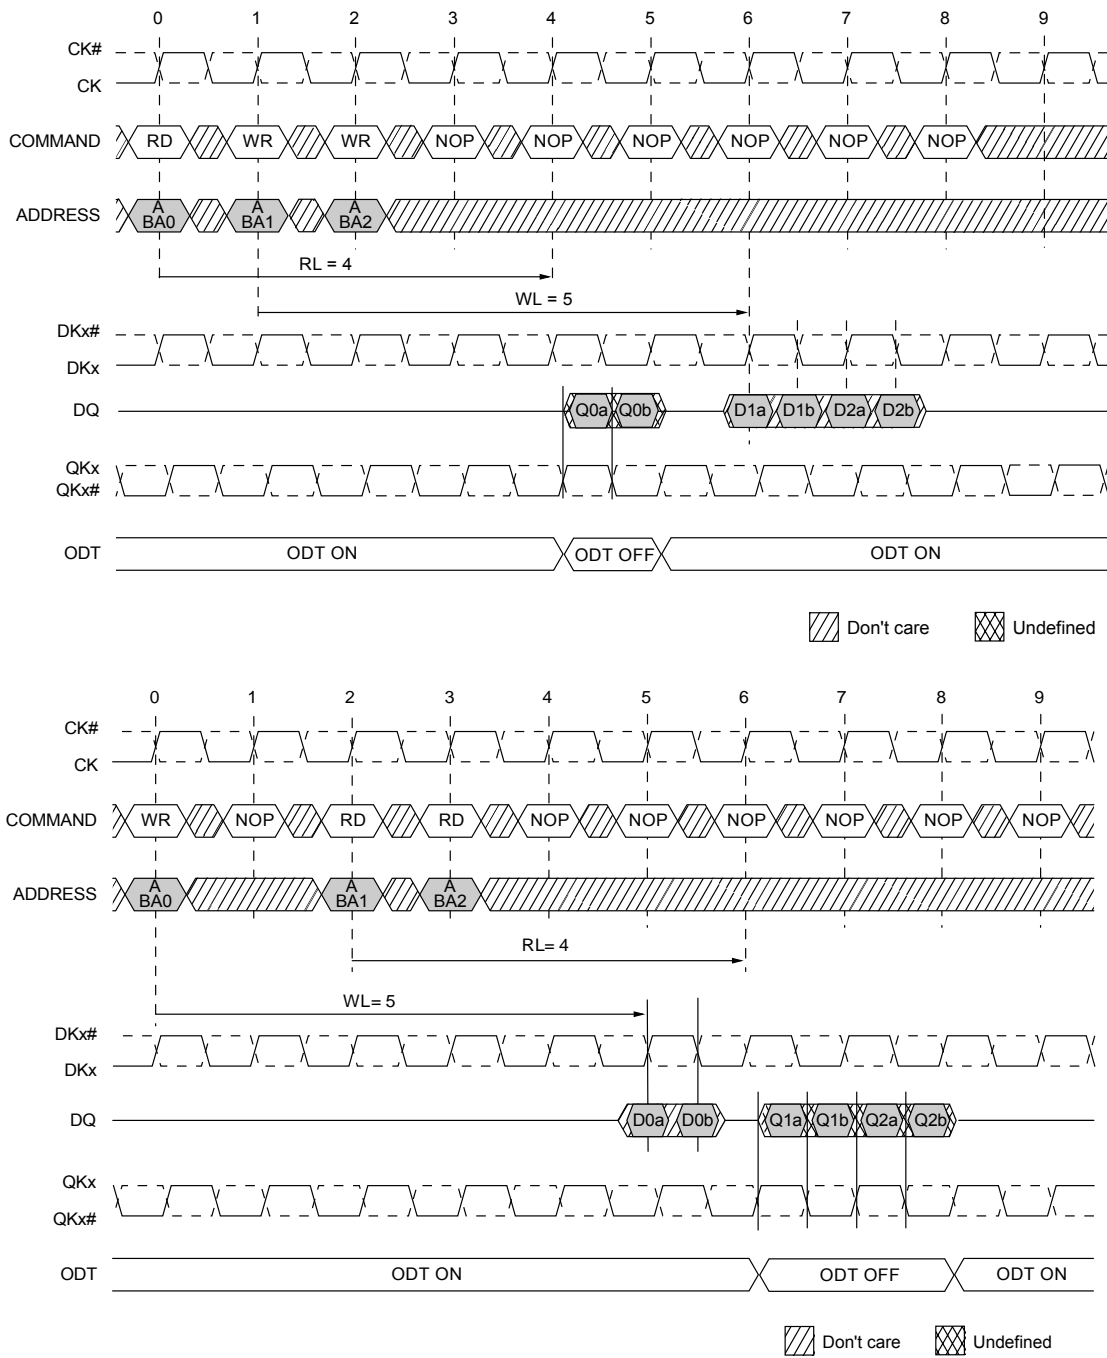 0 1 2 3 4 5 6 7 8 9
CK#
CK
COMMAND RD WR WR NOP NOP NOP NOP NOP NOP
ADDRESS A BA0 A BA1 A BA2
RL = 4
WL = 5
DKx#
DKx
DQ Q0a Q0b D1a D1b D2a D2b
QKx
QKx#
ODT ODT ON ODT OFF ODT ON
Don't care Undefined
0 1 2 3 4 5 6 7 8 9
CK#
CK
COMMAND WR NOP RD RD NOP NOP NOP NOP NOP NOP
ADDRESS A BA0 A BA1 A BA2
RL= 4
WL= 5
DKx#
DKx
DQ D0a D0b Q1a Q1b Q2a Q2b
QKx
QKx#
ODT ODT ON ODT OFF ODT ON
Don't care Undefined